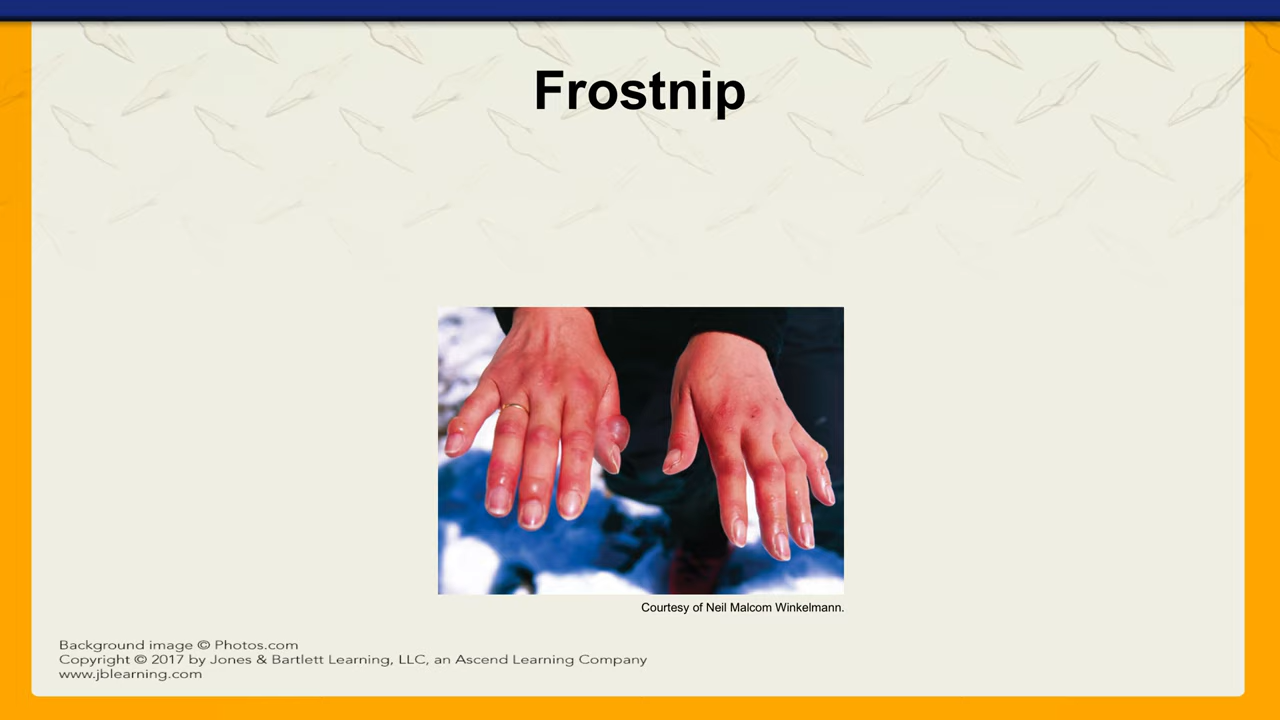 Frostnip
Courtesy of Neil Malcom Winkelmann.
Background image © Photos.com
Copyright © 2017 by Jones & Bartlett Learning, LLC, an Ascend Learning Company
www.jblearning.com